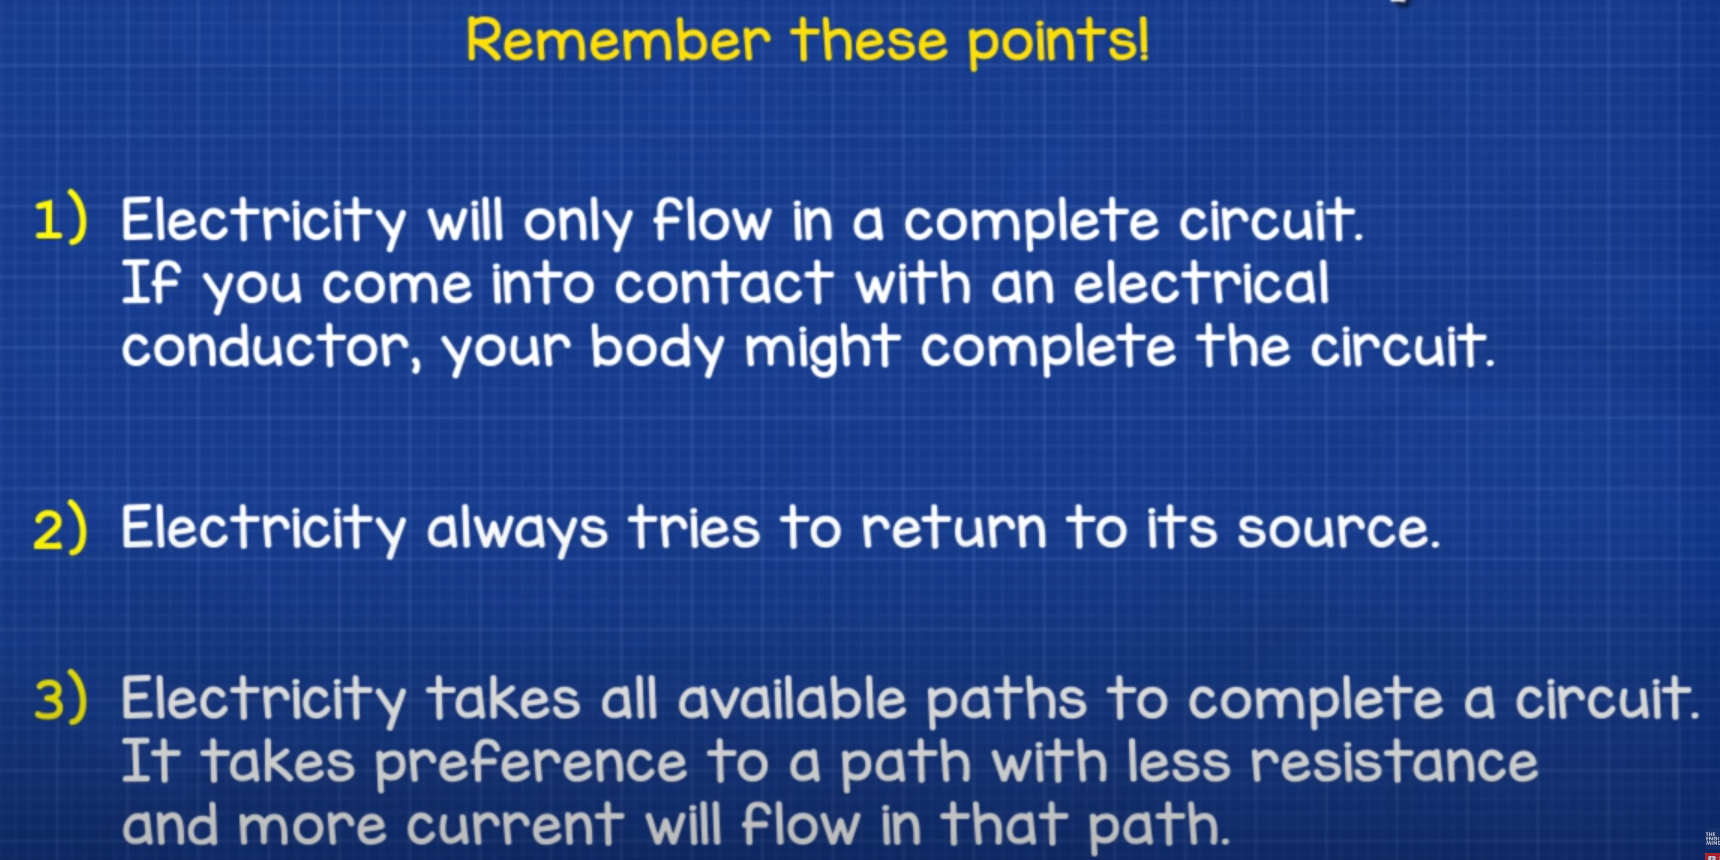 Remember these points!
1) Electricity will only flow in a complete circuit.
If you come into contact with an electrical
conductor, your body might complete the circuit.
2) Electricity always tries to return to its source.
3) Electricity takes all available paths to complete a circuit.
It takes preference to a path with less resistance
and more current will flow in that path.